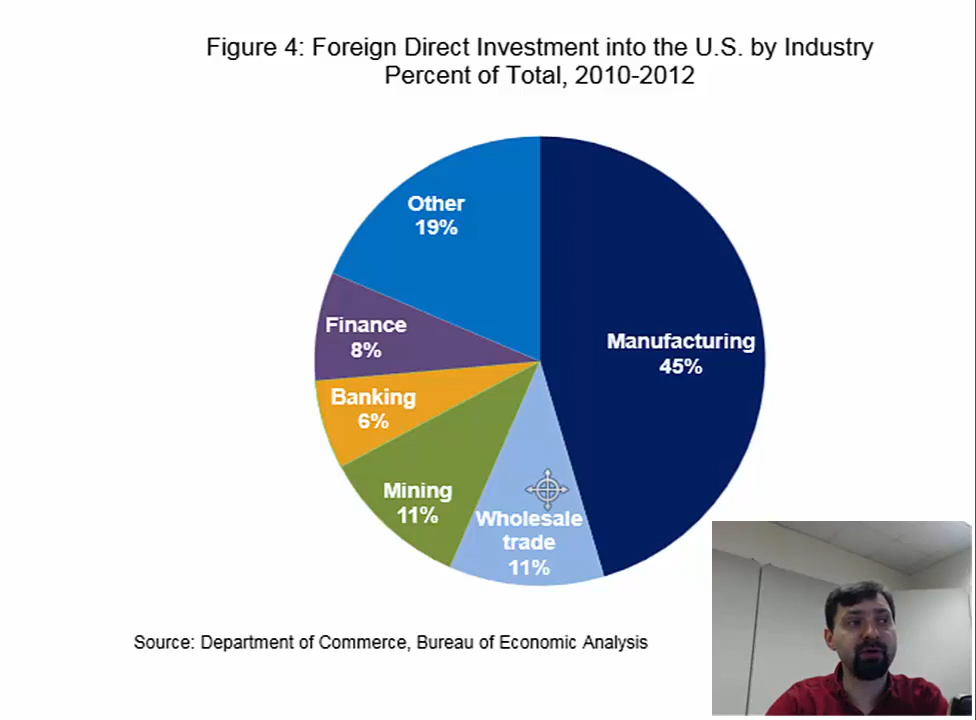 Figure 4: Foreign Direct Investment into the U.S. by Industry
Percent of Total, 2010-2012
Other
19%
Manufacturing
45%
Finance
8%
Banking
6%
Mining
11%
Wholesale
trade
11%
Source: Department of Commerce, Bureau of Economic Analysis